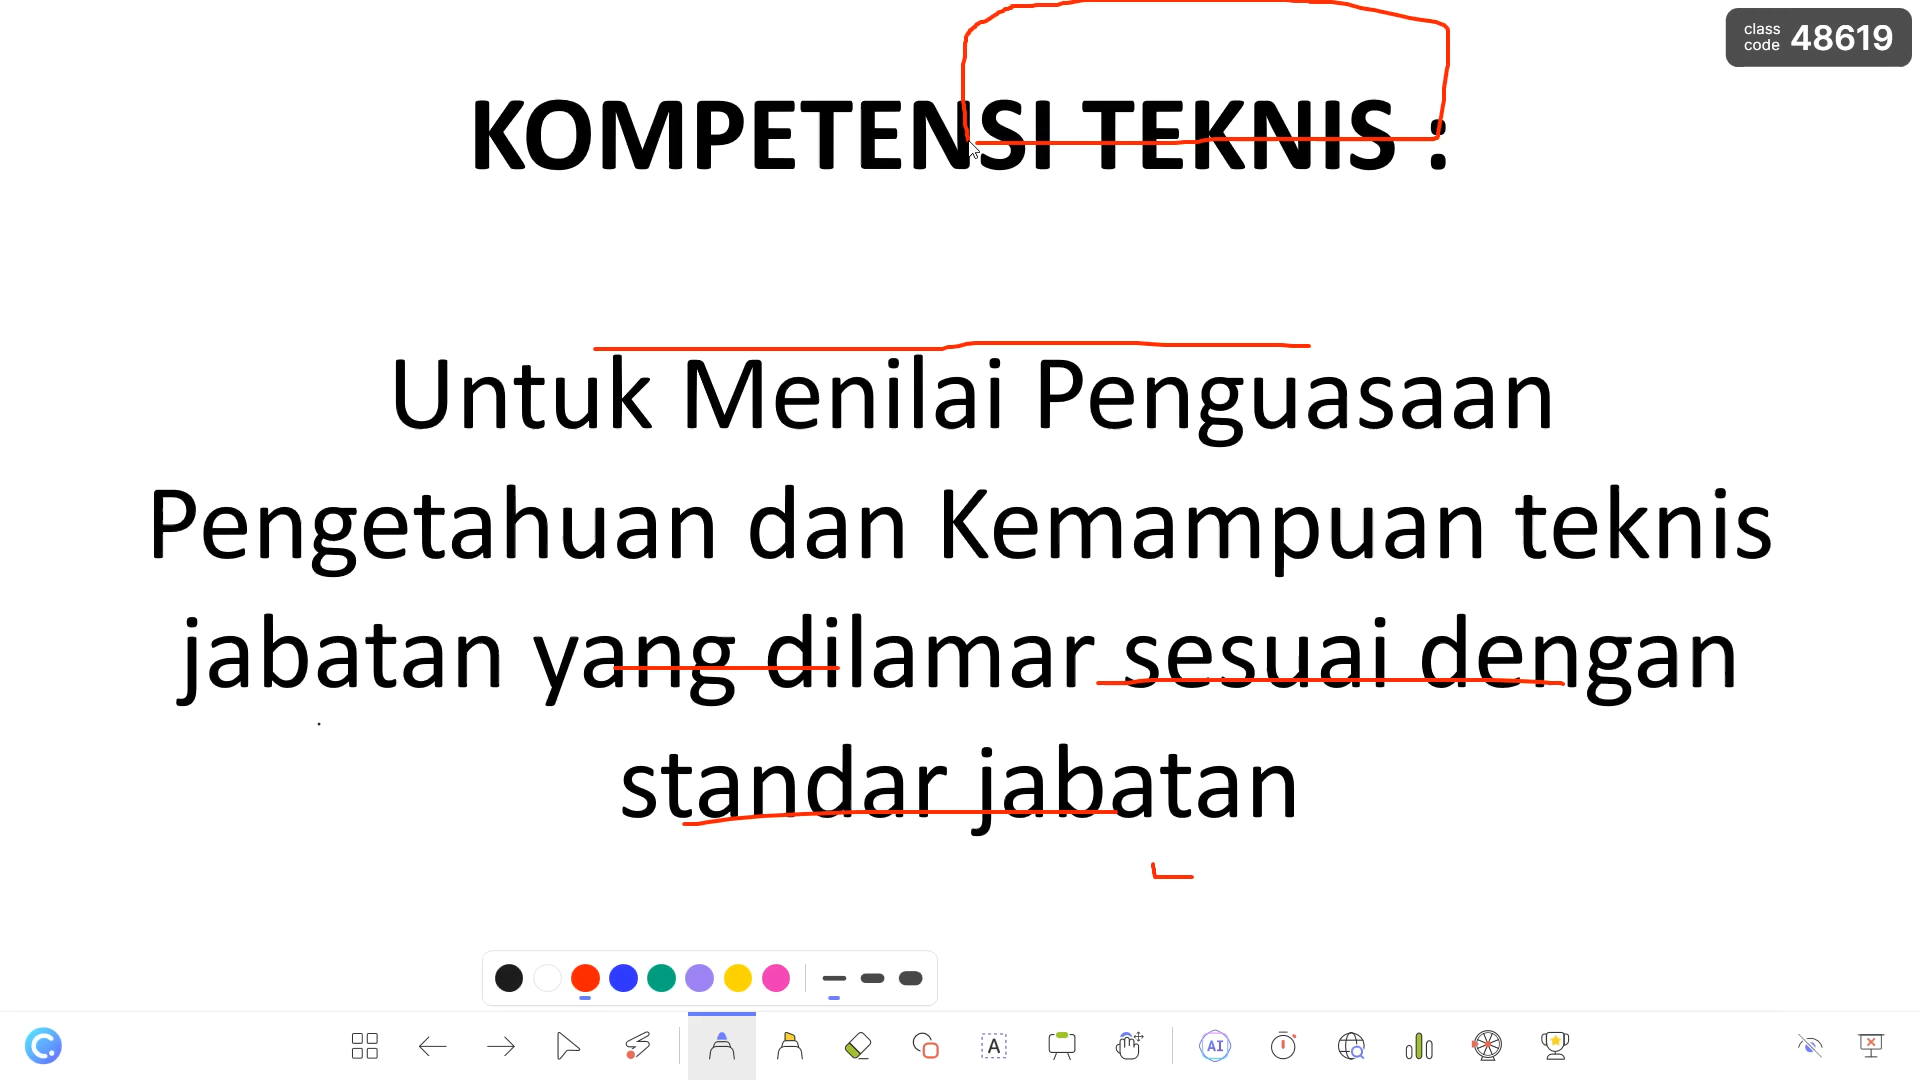 class
code 48619
KOMPETENSI TEKNIS :
Untuk Menilai Penguasaan
Pengetahuan dan Kemampuan teknis
jabatan yang dilamar sesuai dengan
standar jabatan
A
AI